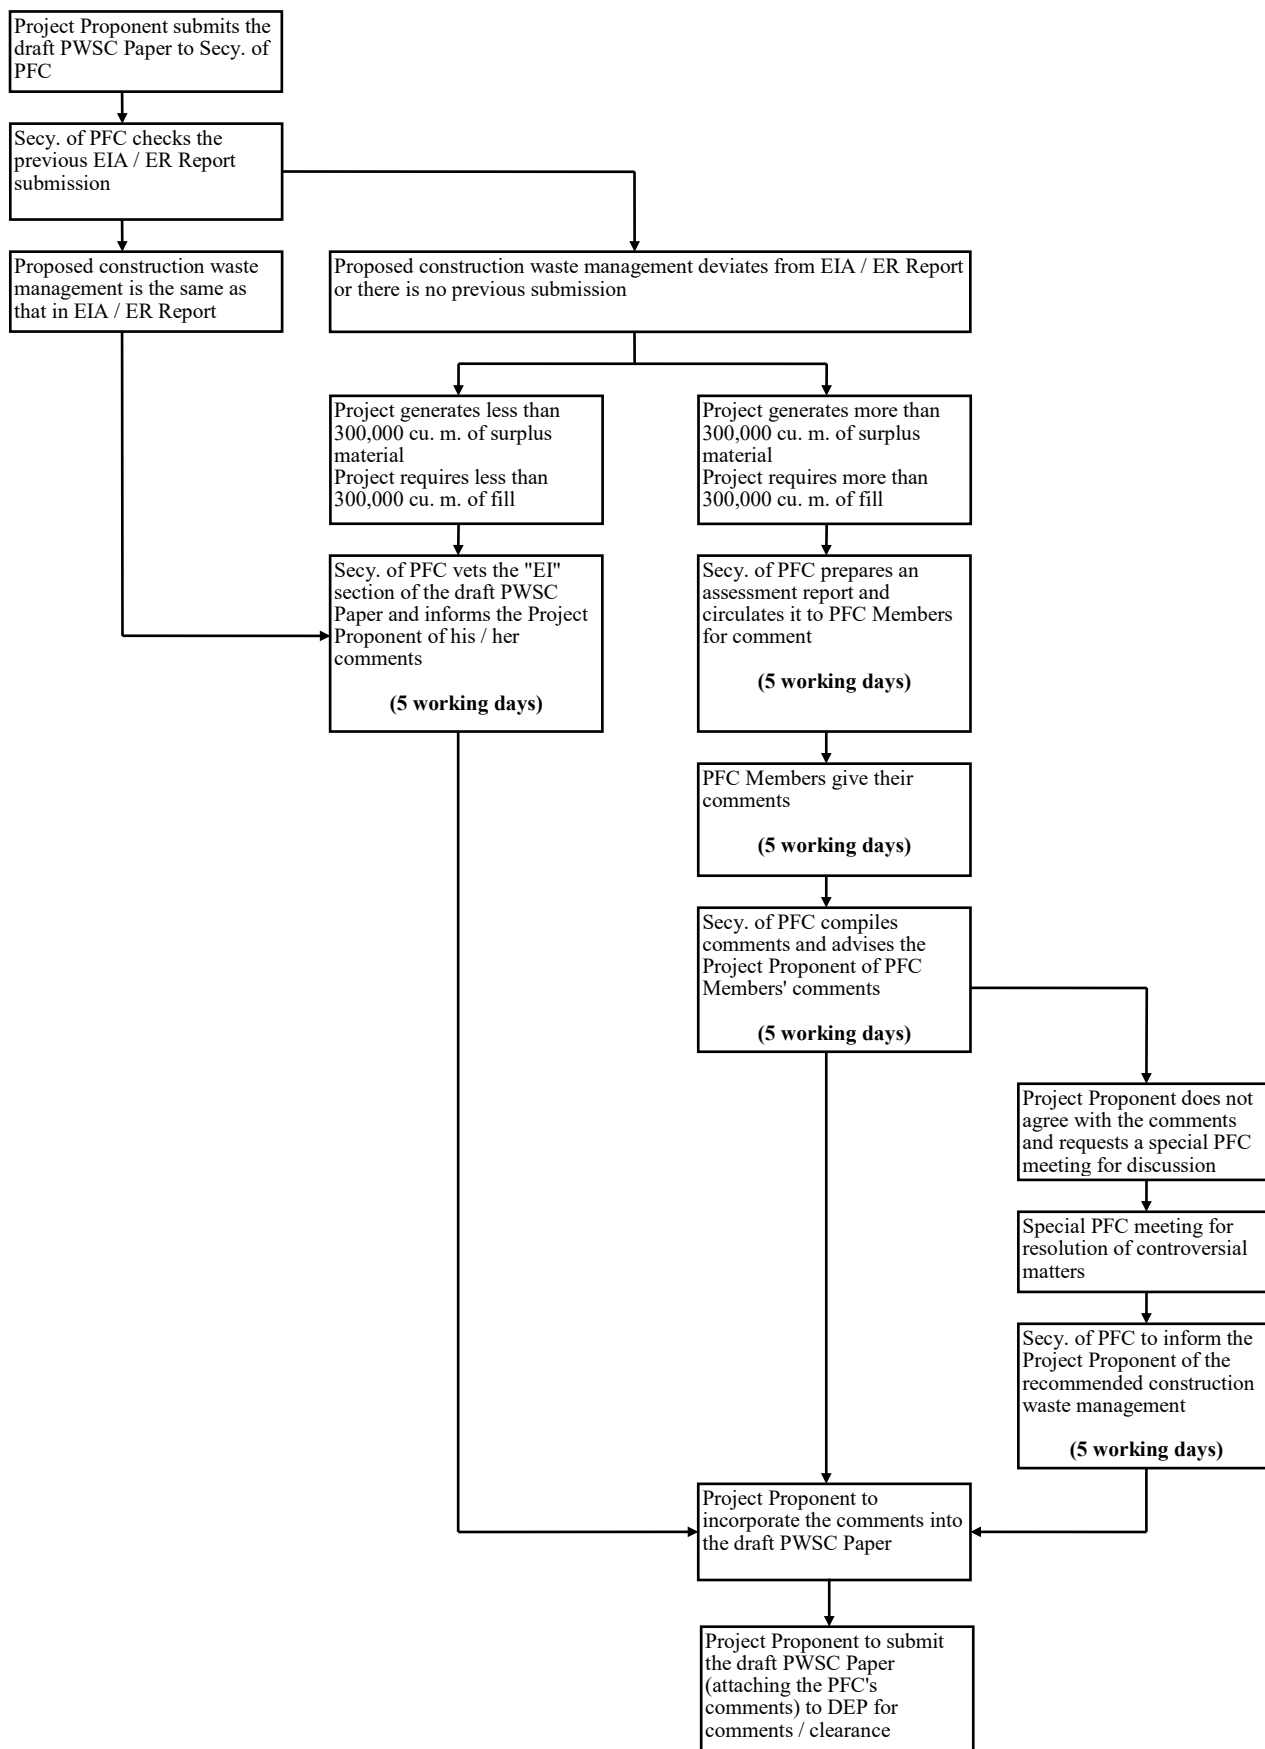 Project Proponent submits the
draft PWSC Paper to Secy. of
PFC
Secy. of PFC checks the
previous EIA / ER Report
submission
Proposed construction waste
management is the same as
that in EIA / ER Report
Proposed construction waste management deviates from EIA / ER Report
or there is no previous submission
Project generates less than
300,000 cu. m. of surplus
material
Project requires less than
300,000 cu. m. of fill
Project generates more than
300,000 cu. m. of surplus
material
Project requires more than
300,000 cu. m. of fill
Secy. of PFC vets the "EI"
section of the draft PWSC
Paper and informs the Project
Proponent of his / her
comments
(5 working days)
Secy. of PFC prepares an
assessment report and
circulates it to PFC Members
for comment
(5 working days)
PFC Members give their
comments
(5 working days)
Secy. of PFC compiles
comments and advises the
Project Proponent of PFC
Members' comments
(5 working days)
Project Proponent does not
agree with the comments
and requests a special PFC
meeting for discussion
Special PFC meeting for
resolution of controversial
matters
Secy. of PFC to inform the
Project Proponent of the
recommended construction
waste management
(5 working days)
Project Proponent to
incorporate the comments into
the draft PWSC Paper
Project Proponent to submit
the draft PWSC Paper
(attaching the PFC's
comments) to DEP for
comments / clearance